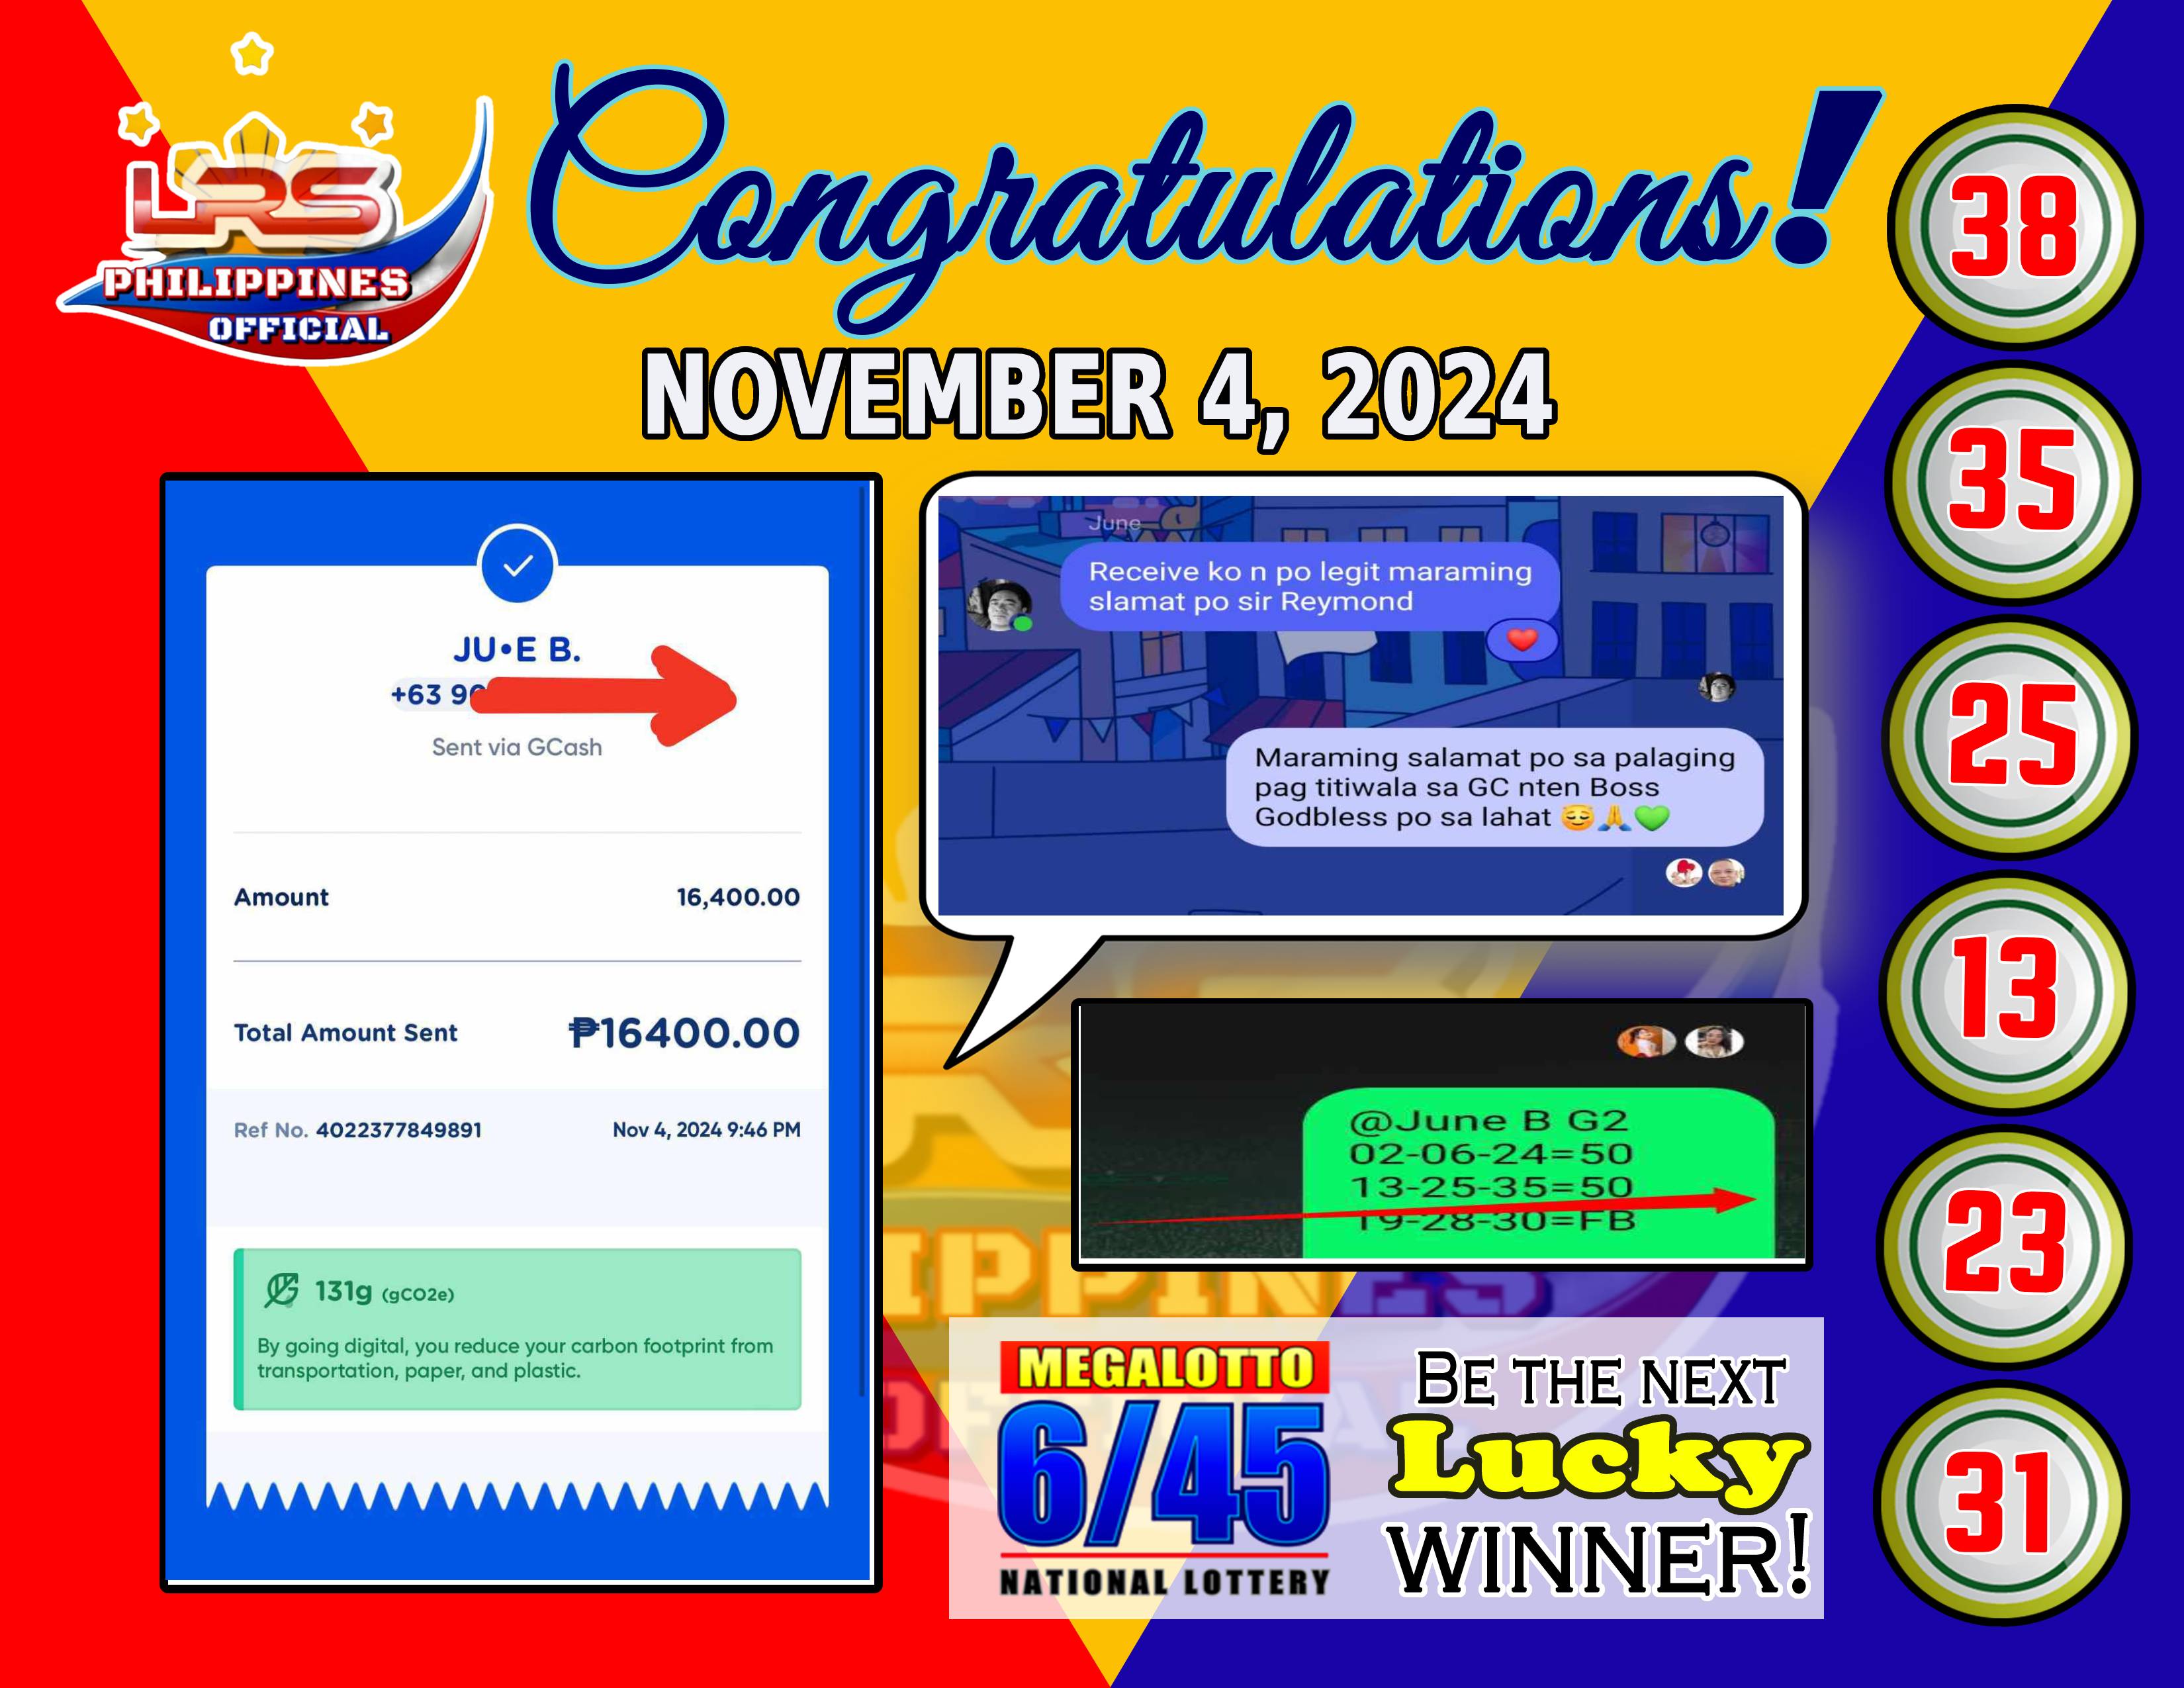 LRS
PHILIPPINES
OFFICIAL
Congratulations!
NOVEMBER 4, 2024
JU•E B.
+63 90
Sent via GCash
Amount 16,400.00
Total Amount Sent ₱16400.00
Ref No. 4022377849891 Nov 4, 2024 9:46 PM
131g (gCO2e)
By going digital, you reduce your carbon footprint from
transportation, paper, and plastic.
June
Receive ko n po legit maraming
slamat po sir Reymond
Maraming salamat po sa palaging
pag titiwala sa GC nten Boss
Godbless po sa lahat 😇🙏💚
@June B G2
02-06-24=50
13-25-35=50
19-28-30=FB
MEGALOTTO
6/45
NATIONAL LOTTERY
BE THE NEXT
Lucky
WINNER!
38
35
25
13
23
31